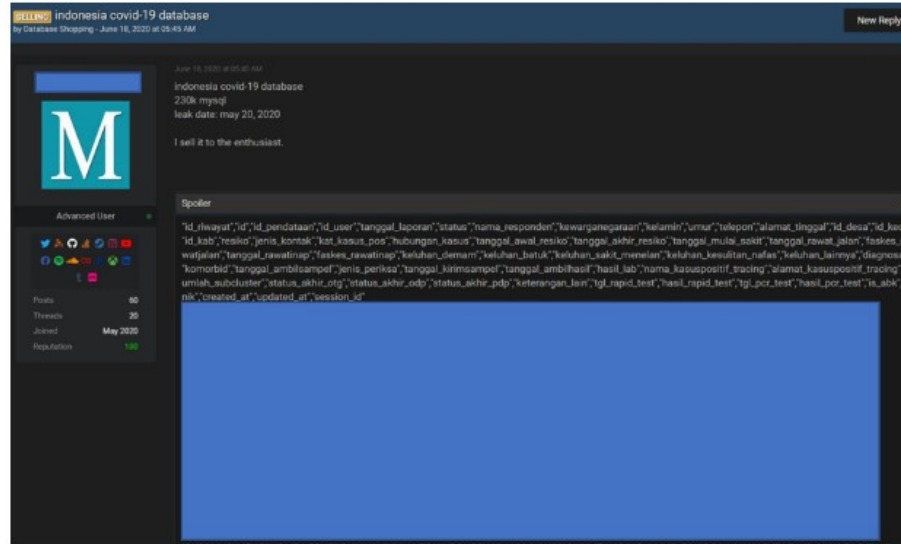 SELLING indonesia covid-19 database
by Database Shopping - June 18, 2020 at 05:45 AM
New Reply
June 18, 2020 at 05:45 AM
indonesia covid-19 database
230k mysql
leak date: may 20, 2020
I sell it to the enthusiast.
M
Advanced User
Posts 60
Threads 20
Joined May 2020
Reputation 100
Spoiler
"id_riwayat","id","id_pendataan","id_user","tanggal_laporan","status","nama_responden","kewarganegaraan","kelamin","umur","telepon","alamat_tinggal","id_desa","id_kec
"id_kab","resiko","jenis_kontak","kat_kasus_pos","hubungan_kasus","tanggal_awal_resiko","tanggal_akhir_resiko","tanggal_mulai_sakit","tanggal_rawat_jalan","faskes_
watjalan","tanggal_rawatinap","faskes_rawatinap","keluhan_demam","keluhan_batuk","keluhan_sakit_menelan","keluhan_kesulitan_nafas","keluhan_lainnya","diagnosa
"komorbid","tanggal_ambilsampel","jenis_periksa","tanggal_kirimsampel","tanggal_ambilhasil","hasil_lab","nama_kasuspositif_tracing","alamat_kasuspositif_tracing"
umlah_subcluster","status_akhir_otg","status_akhir_odp","status_akhir_pdp","keterangan_lain","tgl_rapid_test","hasil_rapid_test","tgl_pcr_test","hasil_pcr_test","is_abk"
nik","created_at","updated_at","session_id"